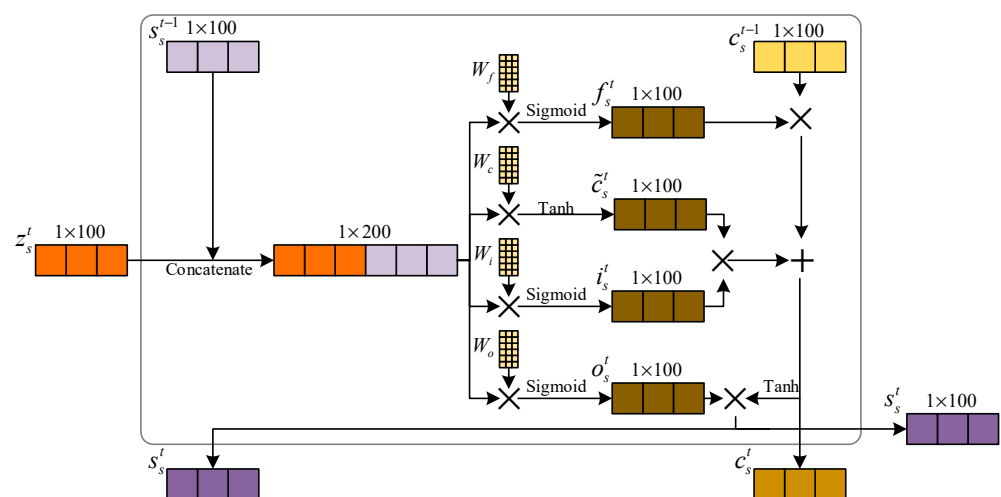 s_s^{t-1} 1×100
c_s^{t-1} 1×100
W_f
Sigmoid
f_s^t 1×100
W_c
Tanh
c̃_s^t 1×100
z_s^t 1×100
Concatenate
1×200
W_i
Sigmoid
i_s^t 1×100
W_o
Sigmoid
o_s^t 1×100
Tanh
s_s^t 1×100
s_s^t
c_s^t